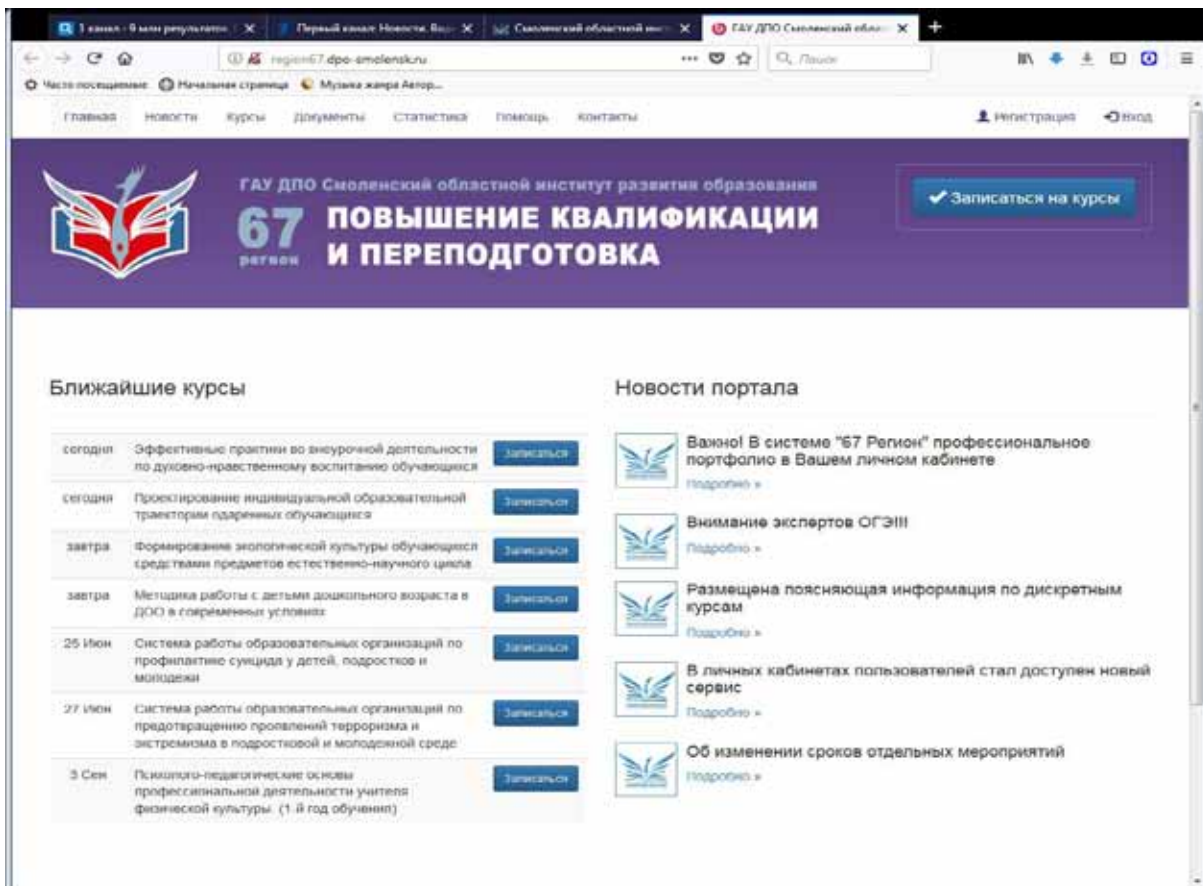 1 канал - 9 млн результатов
Первый канал: Новости. Вид
Смоленский областной инст
ГАУ ДПО Смоленский облас
region67.dpo-smolensk.ru
Поиск
Часто посещаемые
Начальная страница
Музыка жанра Автор...
Главная Новости Курсы Документы Статистика Помощь Контакты
Регистрация Вход
ГАУ ДПО Смоленский областной институт развития образования
67 регион
ПОВЫШЕНИЕ КВАЛИФИКАЦИИ
И ПЕРЕПОДГОТОВКА
Записаться на курсы
Ближайшие курсы
сегодня
Эффективные практики во внеурочной деятельности
по духовно-нравственному воспитанию обучающихся
Записаться
сегодня
Проектирование индивидуальной образовательной
траектории одаренных обучающихся
Записаться
завтра
Формирование экологической культуры обучающихся
средствами предметов естественно-научного цикла
Записаться
завтра
Методика работы с детьми дошкольного возраста в
ДОО в современных условиях
Записаться
25 Июн
Система работы образовательных организаций по
профилактике суицида у детей, подростков и
молодежи
Записаться
27 Июн
Система работы образовательных организаций по
предотвращению проявлений терроризма и
экстремизма в подростковой и молодежной среде
Записаться
3 Сен
Психолого-педагогические основы
профессиональной деятельности учителя
физической культуры. (1-й год обучения)
Записаться
Новости портала
Важно! В системе "67 Регион" профессиональное
портфолио в Вашем личном кабинете
Подробно »
Внимание экспертов ОГЭ!!!
Подробно »
Размещена поясняющая информация по дискретным
курсам
Подробно »
В личных кабинетах пользователей стал доступен новый
сервис
Подробно »
Об изменении сроков отдельных мероприятий
Подробно »